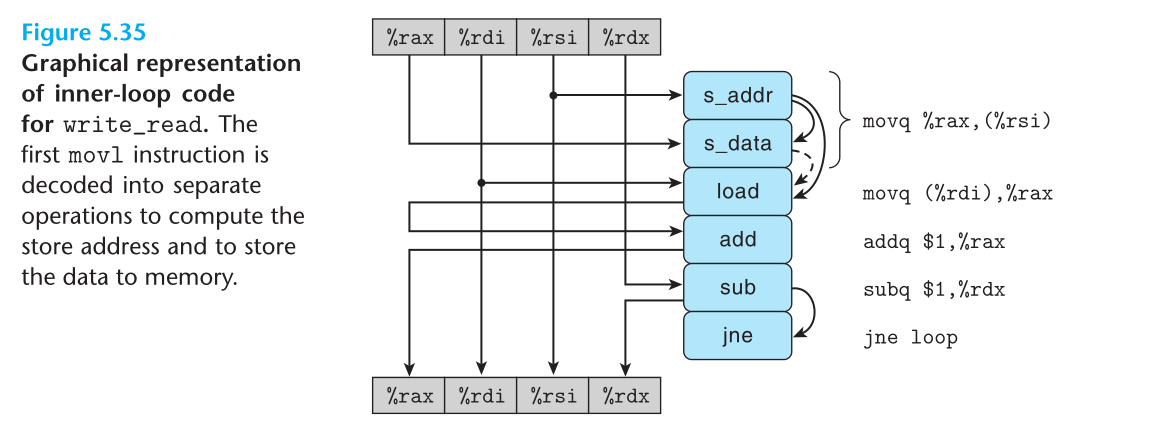 Figure 5.35
Graphical representation
of inner-loop code
for write_read. The
first movl instruction is
decoded into separate
operations to compute the
store address and to store
the data to memory.
%rax %rdi %rsi %rdx
s_addr
s_data
movq %rax,(%rsi)
load
movq (%rdi),%rax
add
addq $1,%rax
sub
subq $1,%rdx
jne
jne loop
%rax %rdi %rsi %rdx